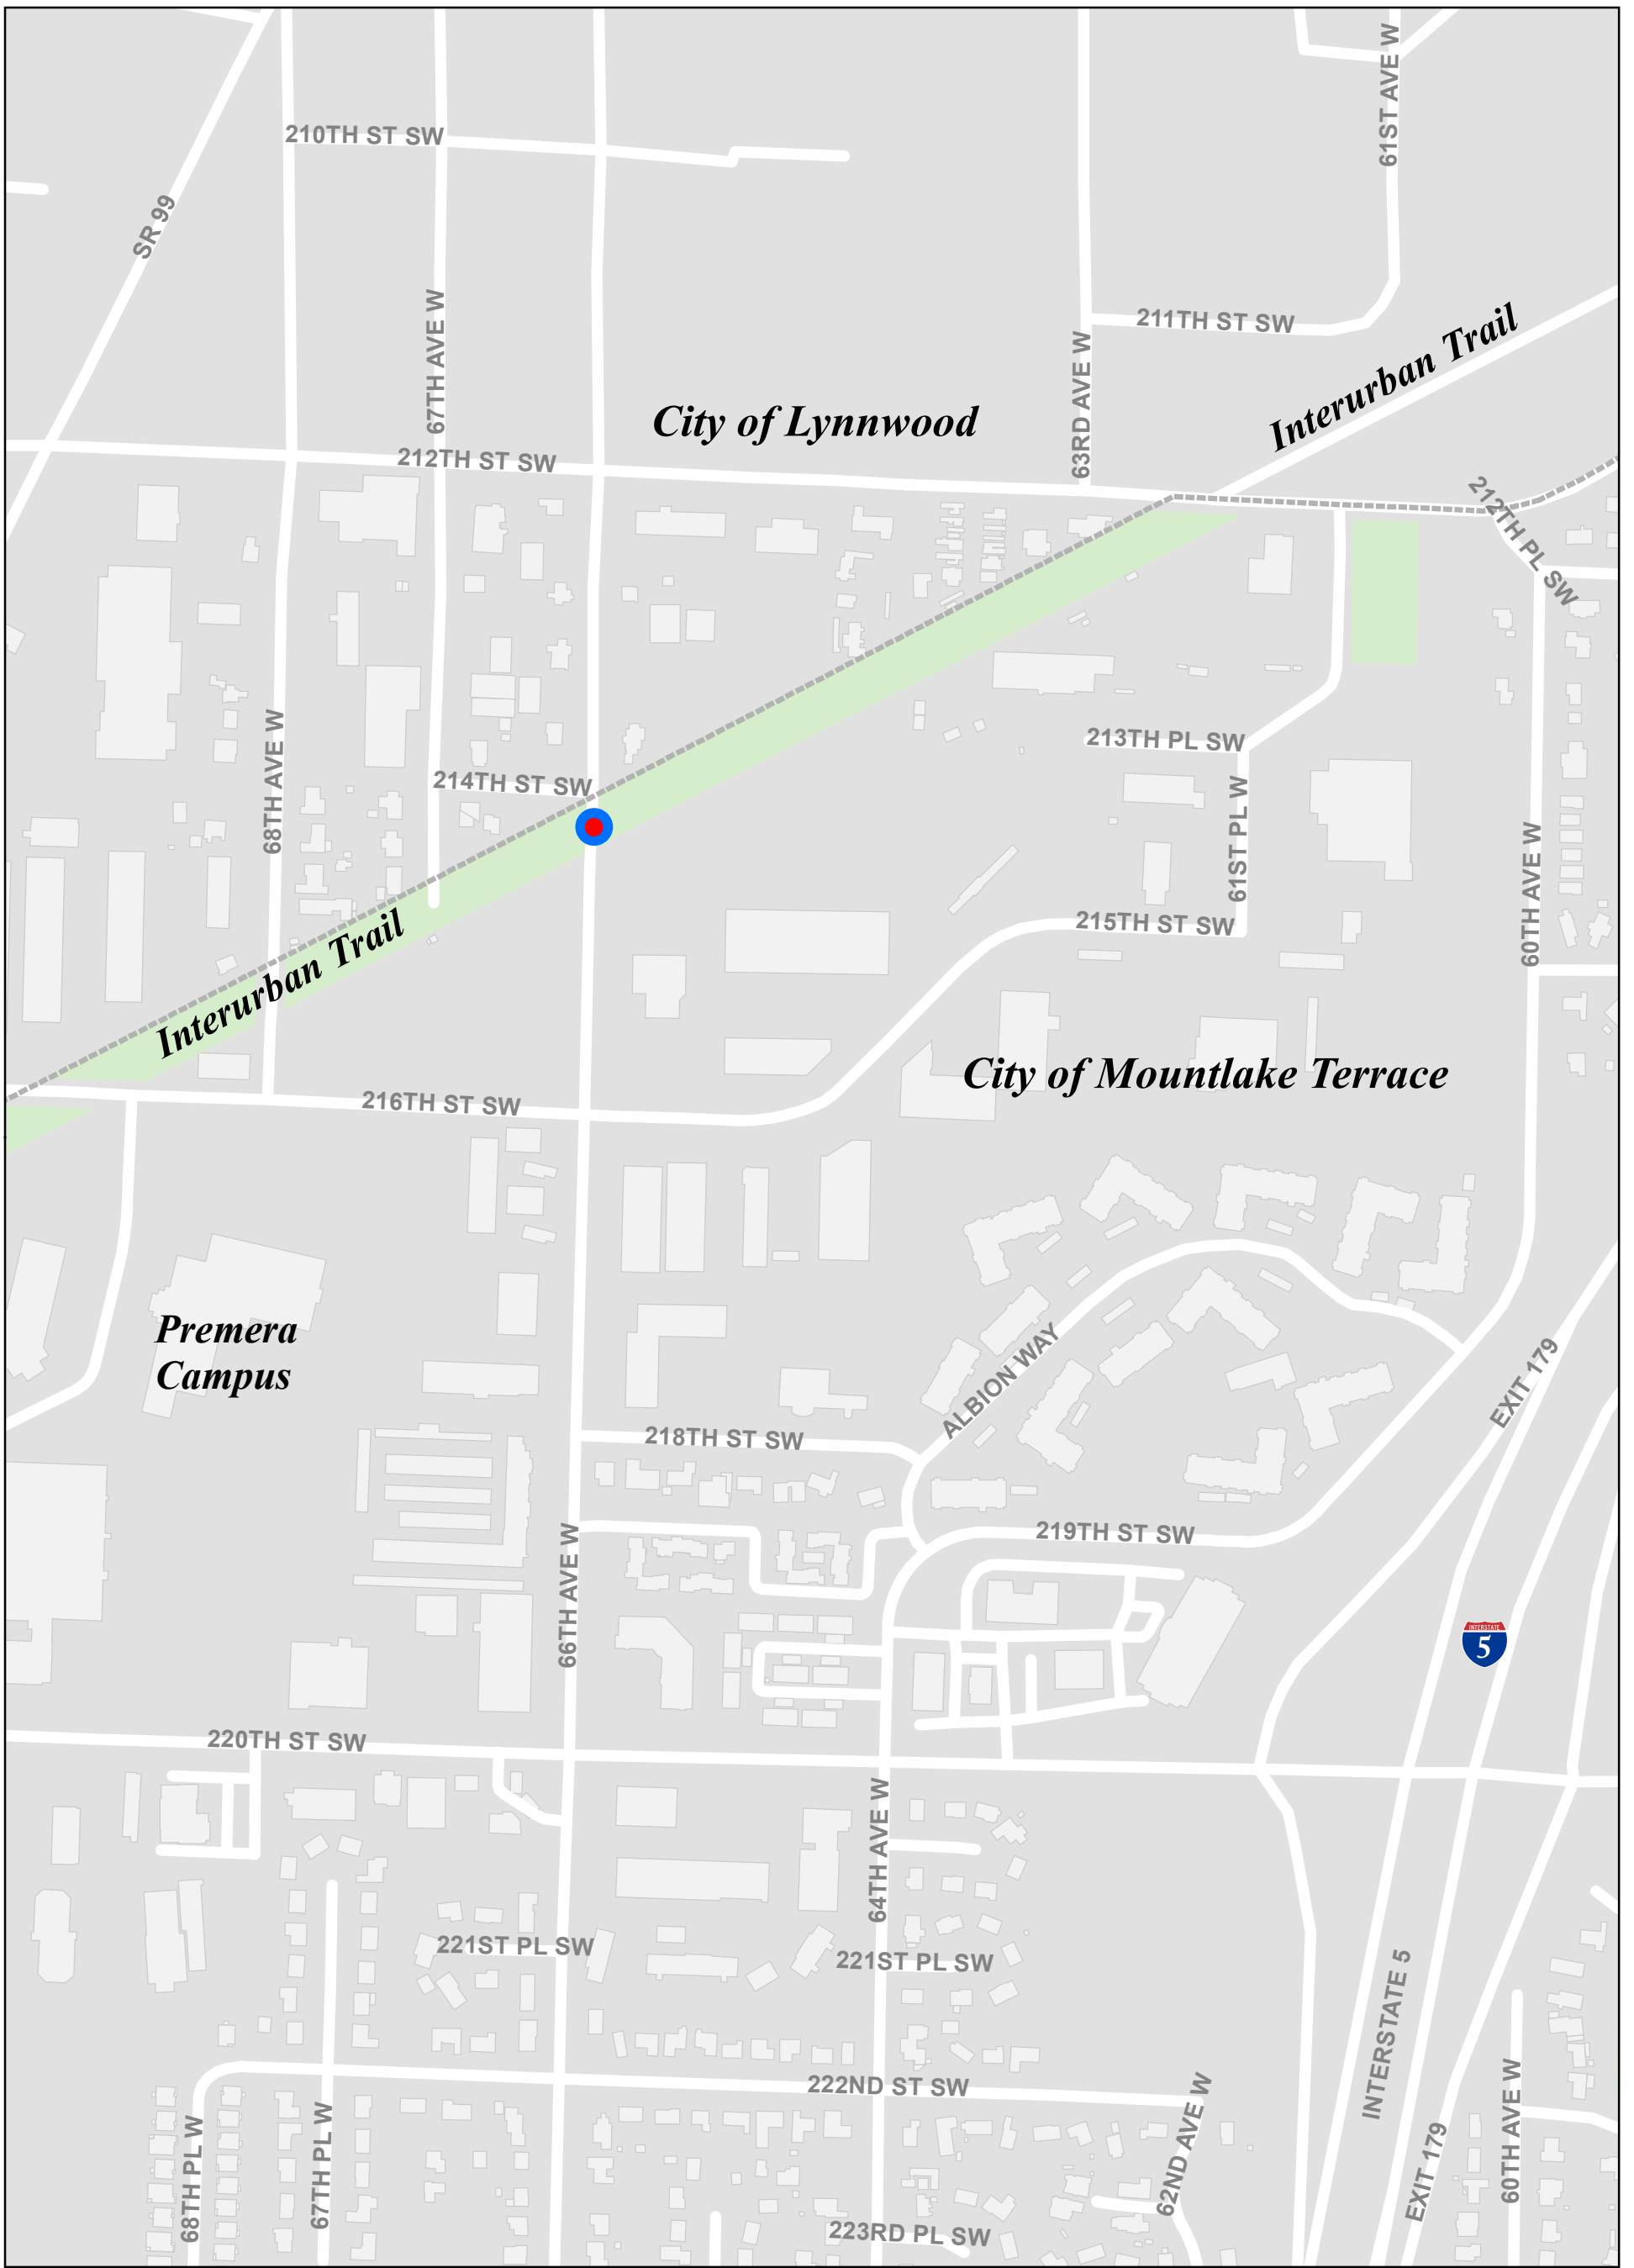 61ST AVE W
210TH ST SW
SR 99
67TH AVE W
211TH ST SW
Interurban Trail
63RD AVE W
City of Lynnwood
212TH ST SW
212TH PL SW
68TH AVE W
213TH PL SW
214TH ST SW
61ST PL W
60TH AVE W
215TH ST SW
Interurban Trail
City of Mountlake Terrace
216TH ST SW
Premera
Campus
ALBION WAY
EXIT 179
218TH ST SW
219TH ST SW
66TH AVE W
INTERSTATE
5
220TH ST SW
64TH AVE W
221ST PL SW
221ST PL SW
INTERSTATE 5
222ND ST SW
62ND AVE W
60TH AVE W
68TH PL W
67TH PL W
EXIT 179
223RD PL SW